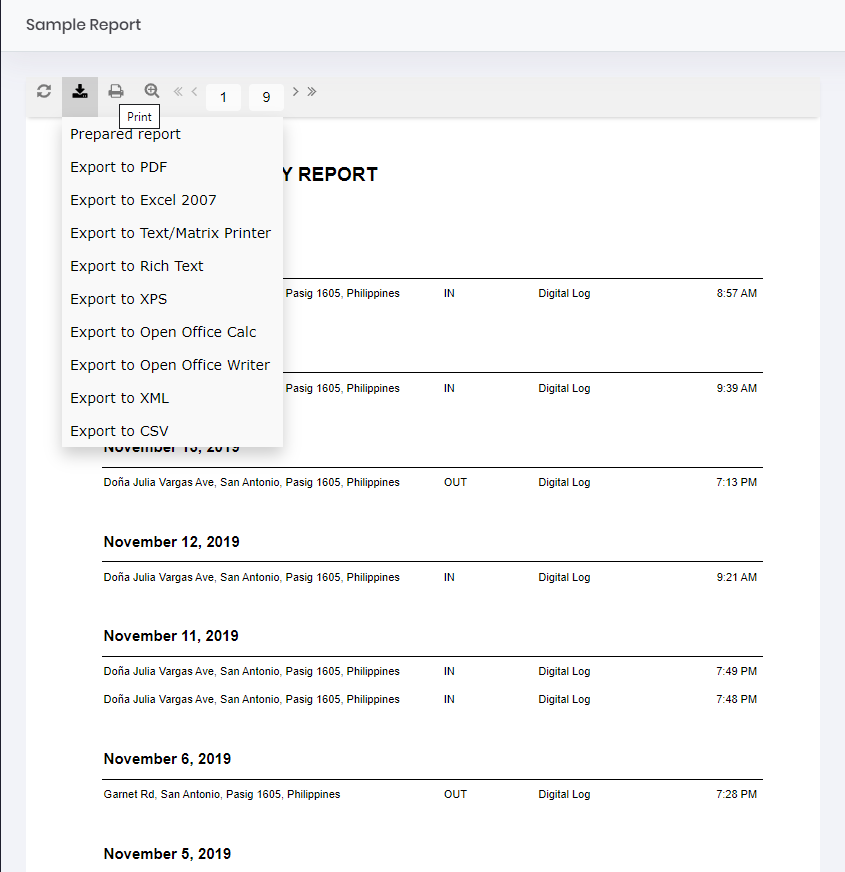 Sample Report
1 9
Print
Prepared report
Export to PDF
Y REPORT
Export to Excel 2007
Export to Text/Matrix Printer
Export to Rich Text
Export to XPS
Pasig 1605, Philippines IN Digital Log 8:57 AM
Export to Open Office Calc
Export to Open Office Writer
Export to XML
Pasig 1605, Philippines IN Digital Log 9:39 AM
Export to CSV
November 13, 2019
Doña Julia Vargas Ave, San Antonio, Pasig 1605, Philippines OUT Digital Log 7:13 PM
November 12, 2019
Doña Julia Vargas Ave, San Antonio, Pasig 1605, Philippines IN Digital Log 9:21 AM
November 11, 2019
Doña Julia Vargas Ave, San Antonio, Pasig 1605, Philippines IN Digital Log 7:49 PM
Doña Julia Vargas Ave, San Antonio, Pasig 1605, Philippines IN Digital Log 7:48 PM
November 6, 2019
Garnet Rd, San Antonio, Pasig 1605, Philippines OUT Digital Log 7:28 PM
November 5, 2019